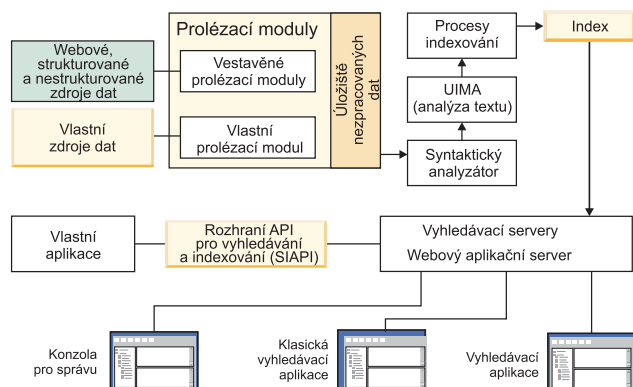 Webové,
strukturované
a nestrukturované
zdroje dat
Vlastní
zdroje dat
Prolézací moduly
Vestavěné
prolézací moduly
Vlastní
prolézací modul
Úložiště
nezpracovaných
dat
Procesy
indexování
Index
UIMA
(analýza textu)
Syntaktický
analyzátor
Vlastní
aplikace
Rozhraní API
pro vyhledávání
a indexování (SIAPI)
Vyhledávací servery
Webový aplikační server
Konzola
pro správu
Klasická
vyhledávací
aplikace
Vyhledávací
aplikace